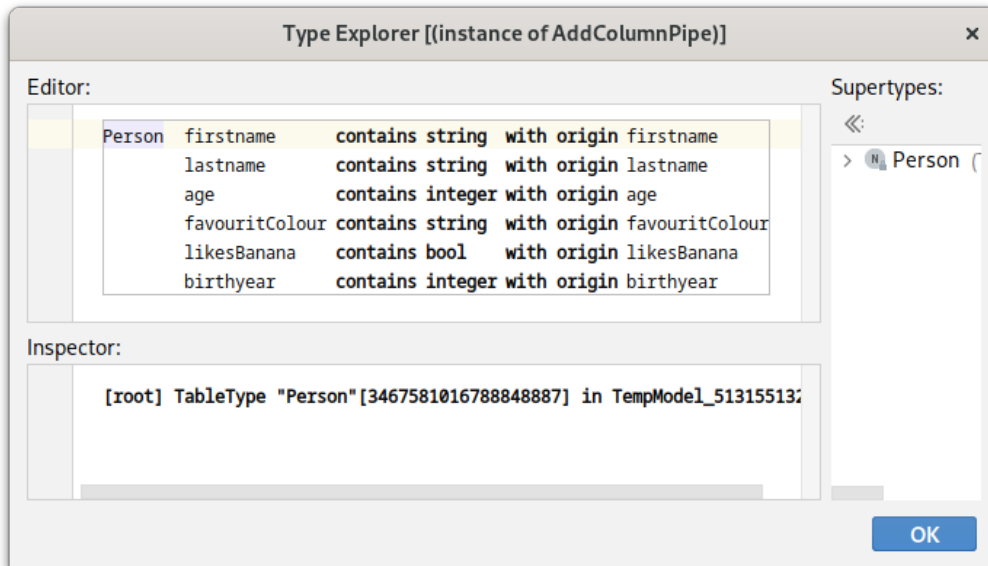 Type Explorer [(instance of AddColumnPipe)]
Editor:
Person firstname contains string with origin firstname
lastname contains string with origin lastname
age contains integer with origin age
favouritColour contains string with origin favouritColour
likesBanana contains bool with origin likesBanana
birthyear contains integer with origin birthyear
Inspector:
[root] TableType "Person"[3467581016788848887] in TempModel_513155132
Supertypes:
N Person (
OK